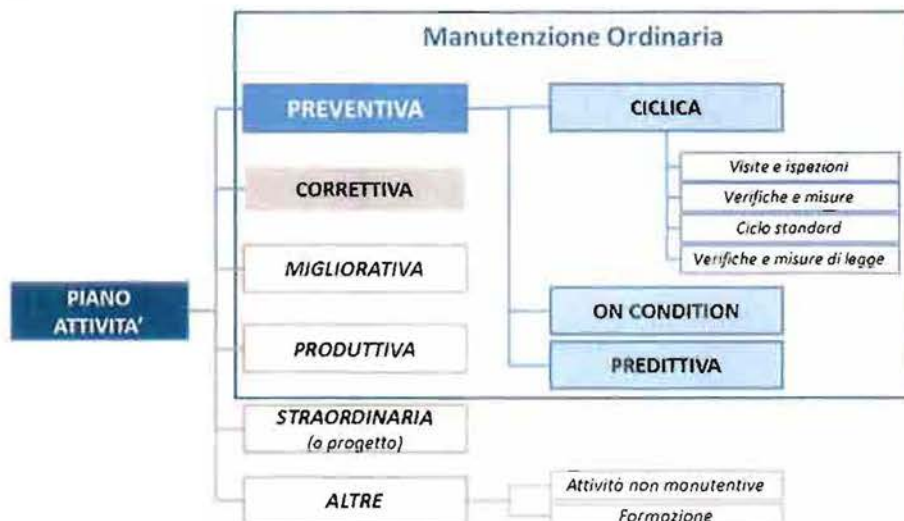 Manutenzione Ordinaria
PREVENTIVA
CICLICA
Visite e ispezioni
Verifiche e misure
Ciclo standard
Verifiche e misure di legge
CORRETTIVA
MIGLIORATIVA
PIANO
ATTIVITA'
ON CONDITION
PRODUTTIVA
PREDITTIVA
STRAORDINARIA
(a progetto)
ALTRE
Attività non manutentive
Formazione